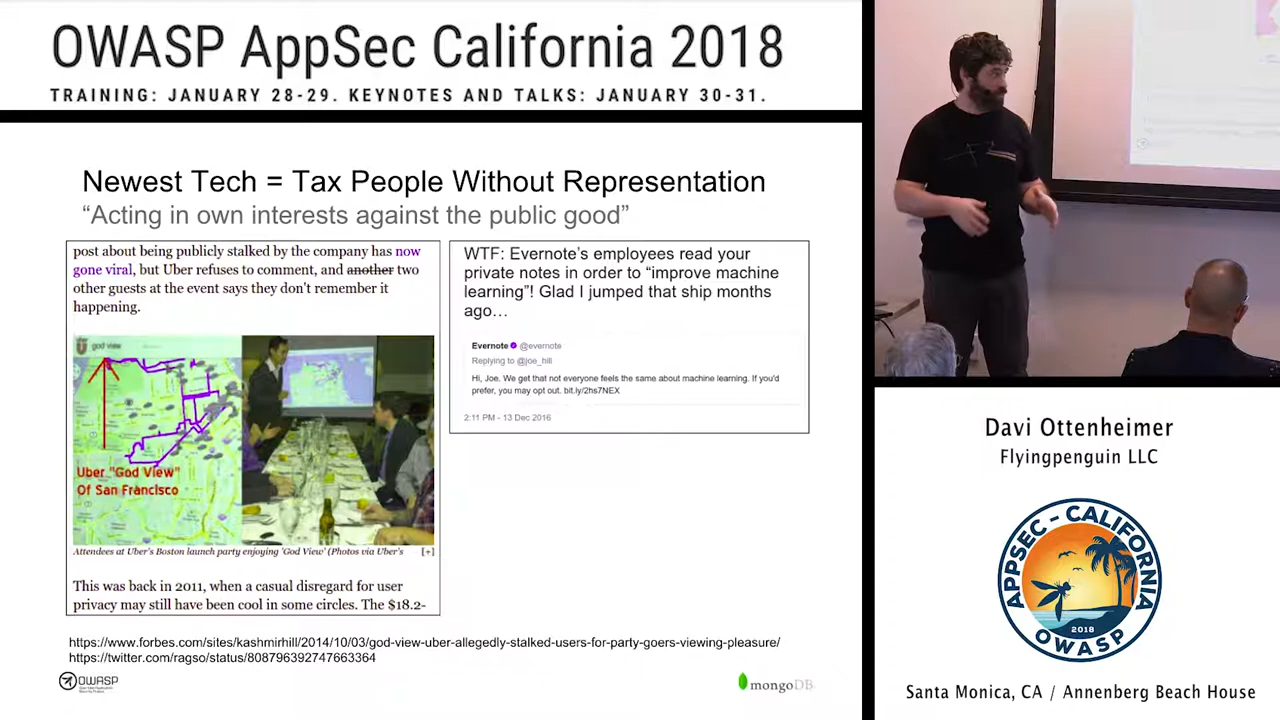 OWASP AppSec California 2018
TRAINING: JANUARY 28-29. KEYNOTES AND TALKS: JANUARY 30-31.
Newest Tech = Tax People Without Representation
“Acting in own interests against the public good”
post about being publicly stalked by the company has now
gone viral, but Uber refuses to comment, and another two
other guests at the event says they don't remember it
happening.
god view
Uber "God View"
Of San Francisco
Attendees at Uber's Boston launch party enjoying 'God View' (Photos via Uber's [+]
This was back in 2011, when a casual disregard for user
privacy may still have been cool in some circles. The $18.2-
WTF: Evernote’s employees read your
private notes in order to “improve machine
learning”! Glad I jumped that ship months
ago…
Evernote @evernote
Replying to @joe_hill
Hi, Joe. We get that not everyone feels the same about machine learning. If you'd
prefer, you may opt out. bit.ly/2hs7NEX
2:11 PM - 13 Dec 2016
https://www.forbes.com/sites/kashmirhill/2014/10/03/god-view-uber-allegedly-stalked-users-for-party-goers-viewing-pleasure/
https://twitter.com/ragso/status/808796392747663364
OWASP
mongoDB
Davi Ottenheimer
Flyingpenguin LLC
APPSEC - CALIFORNIA
2018
OWASP
Santa Monica, CA / Annenberg Beach House